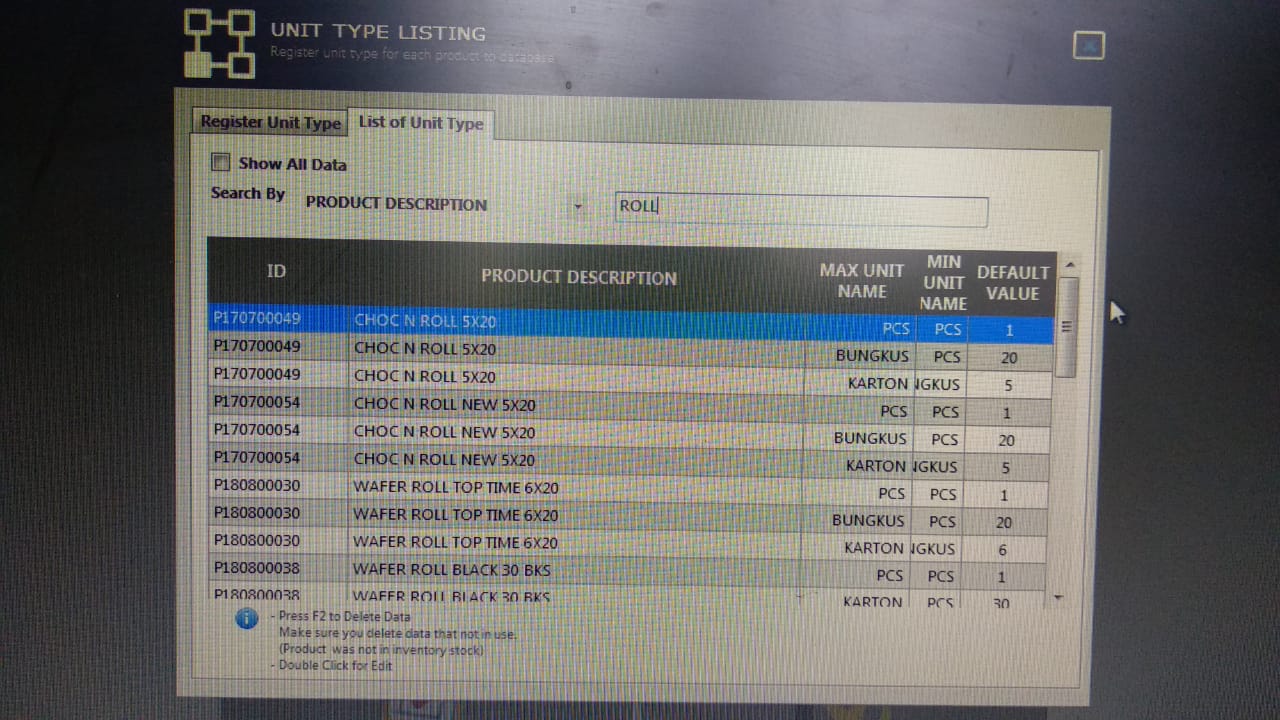 UNIT TYPE LISTING
Register unit type for each product to database
Register Unit Type List of Unit Type
Show All Data
Search By PRODUCT DESCRIPTION ROLL
ID PRODUCT DESCRIPTION MAX UNIT NAME MIN UNIT NAME DEFAULT VALUE
P170700049 CHOC N ROLL 5X20 PCS PCS 1
P170700049 CHOC N ROLL 5X20 BUNGKUS PCS 20
P170700049 CHOC N ROLL 5X20 KARTON NGKUS 5
P170700054 CHOC N ROLL NEW 5X20 PCS PCS 1
P170700054 CHOC N ROLL NEW 5X20 BUNGKUS PCS 20
P170700054 CHOC N ROLL NEW 5X20 KARTON NGKUS 5
P180800030 WAFER ROLL TOP TIME 6X20 PCS PCS 1
P180800030 WAFER ROLL TOP TIME 6X20 BUNGKUS PCS 20
P180800030 WAFER ROLL TOP TIME 6X20 KARTON NGKUS 6
P180800038 WAFER ROLL BLACK 30 BKS PCS PCS 1
P180800038 WAFER ROLL BLACK 30 BKS KARTON PCS 30
- Press F2 to Delete Data
Make sure you delete data that not in use.
(Product was not in inventory stock)
- Double Click for Edit